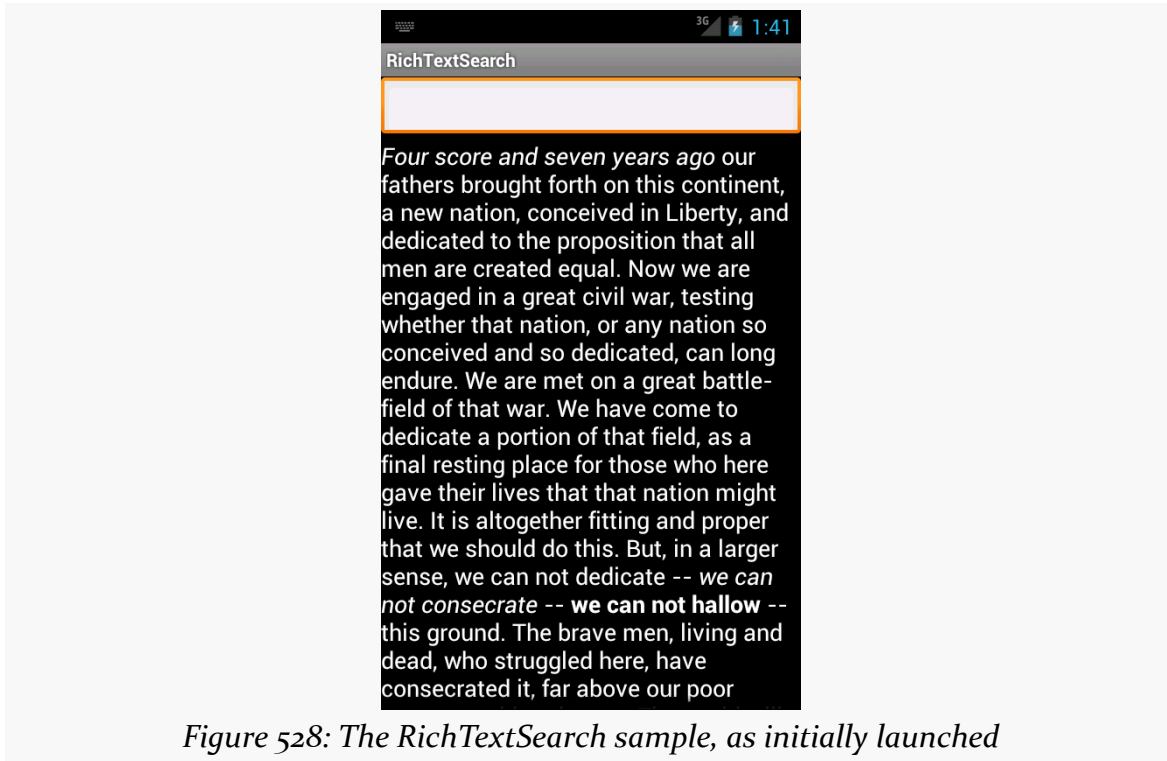 3G 1:41
RichTextSearch
Four score and seven years ago our
fathers brought forth on this continent,
a new nation, conceived in Liberty, and
dedicated to the proposition that all
men are created equal. Now we are
engaged in a great civil war, testing
whether that nation, or any nation so
conceived and so dedicated, can long
endure. We are met on a great battle-
field of that war. We have come to
dedicate a portion of that field, as a
final resting place for those who here
gave their lives that that nation might
live. It is altogether fitting and proper
that we should do this. But, in a larger
sense, we can not dedicate -- we can
not consecrate -- we can not hallow --
this ground. The brave men, living and
dead, who struggled here, have
consecrated it, far above our poor
Figure 528: The RichTextSearch sample, as initially launched